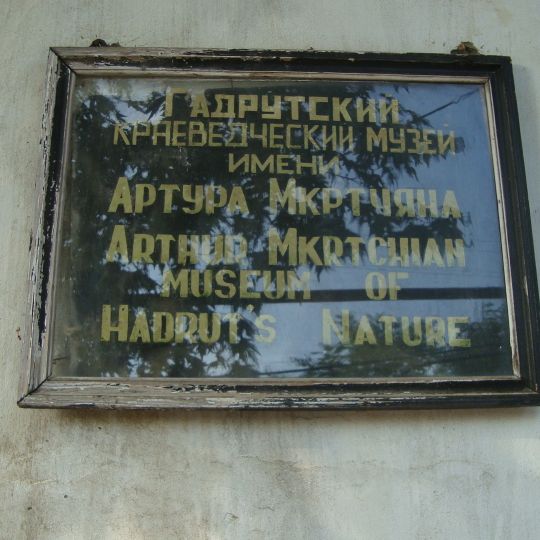 Гадрутский
краеведческий музей
имени
Артура Мкртчяна
Arthur Mkrtchian
museum of
Hadrut's Nature